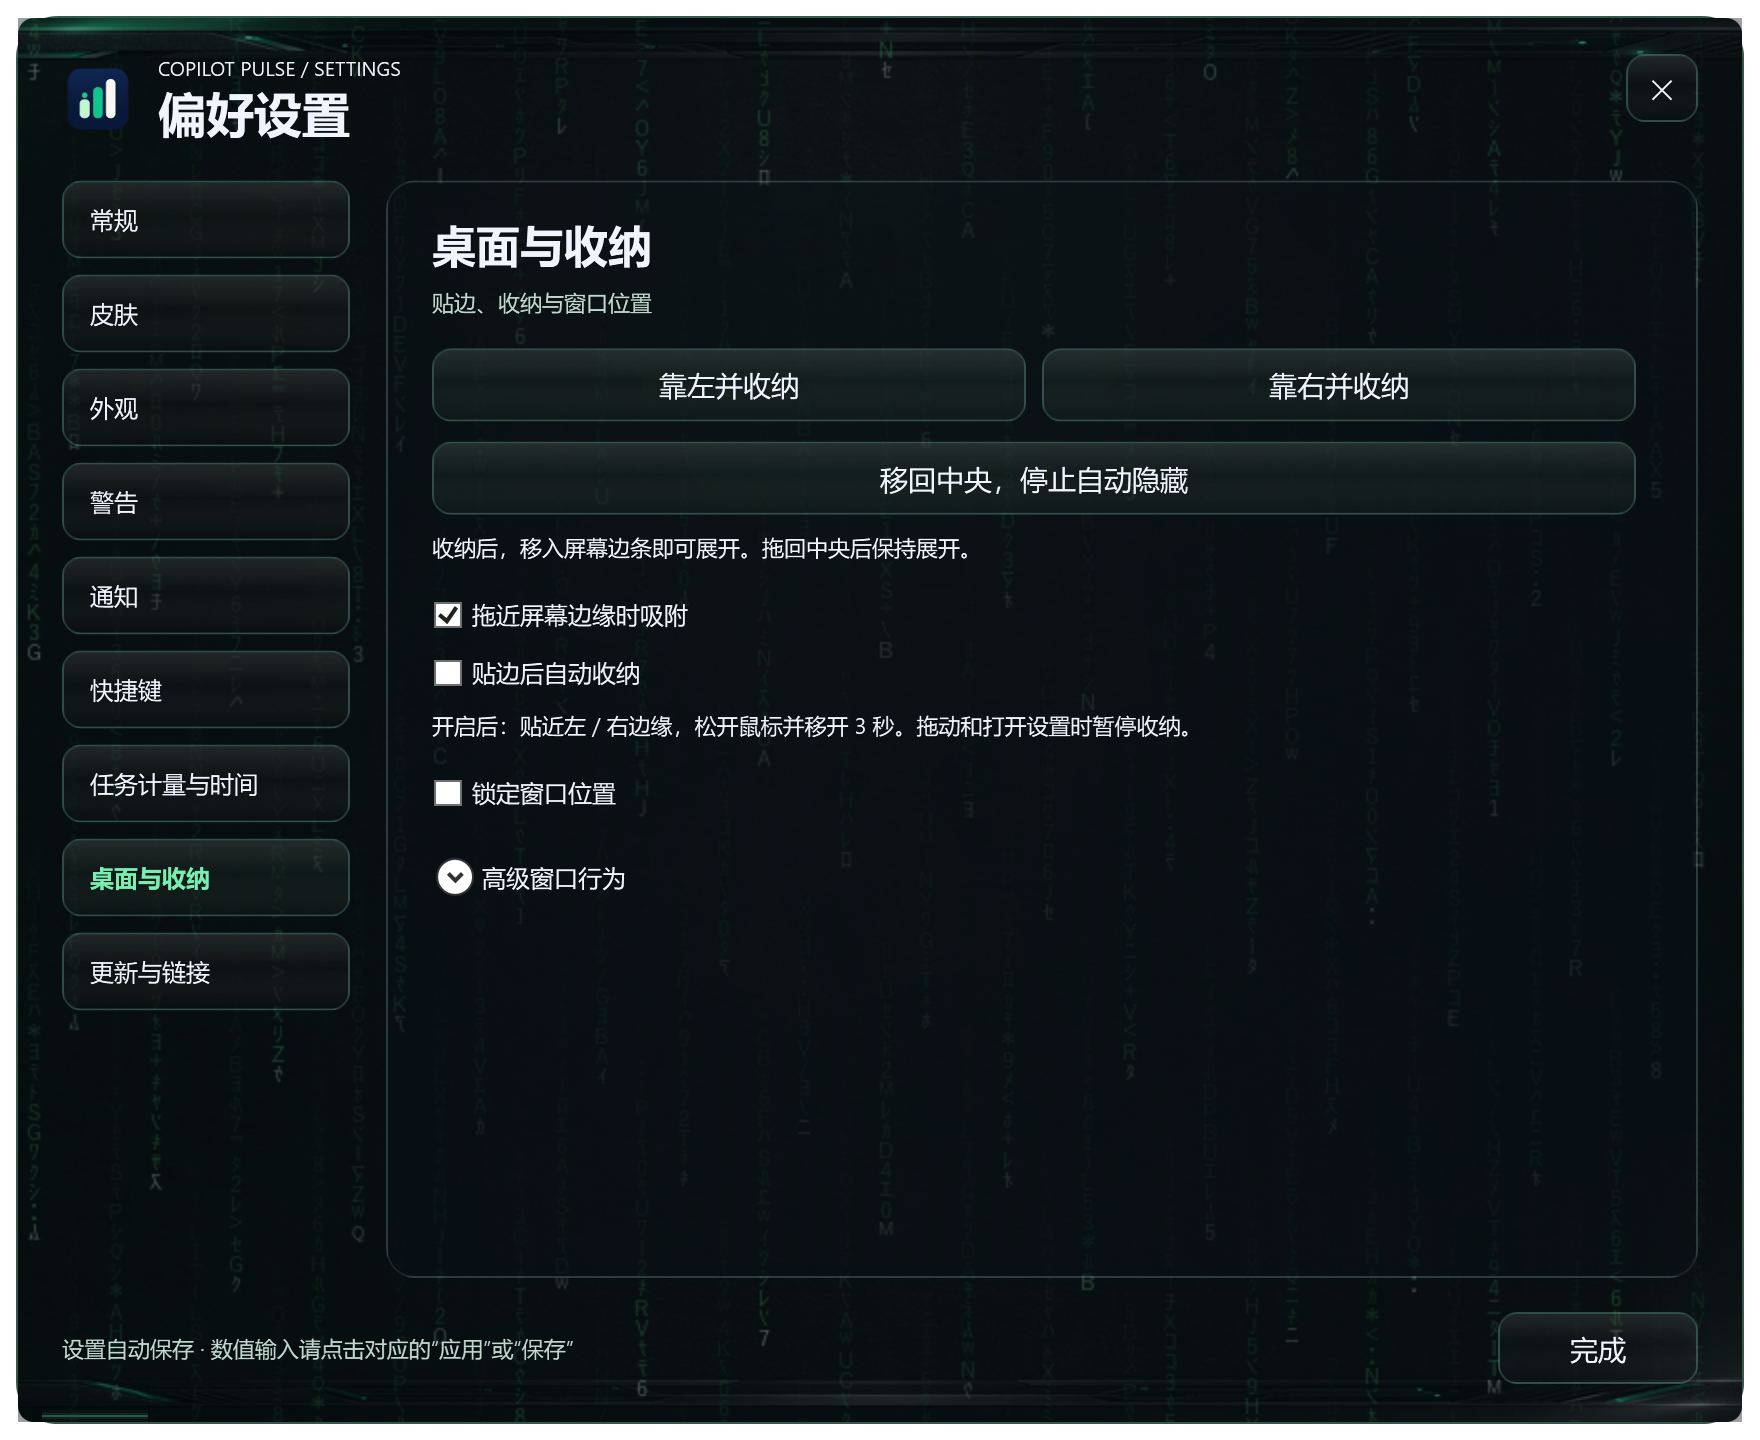 COPILOT PULSE / SETTINGS
偏好设置
常规
皮肤
外观
警告
通知
快捷键
任务计量与时间
桌面与收纳
更新与链接
桌面与收纳
贴边、收纳与窗口位置
靠左并收纳
靠右并收纳
移回中央，停止自动隐藏
收纳后，移入屏幕边条即可展开。拖回中央后保持展开。
拖近屏幕边缘时吸附
贴边后自动收纳
开启后：贴近左 / 右边缘，松开鼠标并移开 3 秒。拖动和打开设置时暂停收纳。
锁定窗口位置
高级窗口行为
设置自动保存 · 数值输入请点击对应的“应用”或“保存”
完成